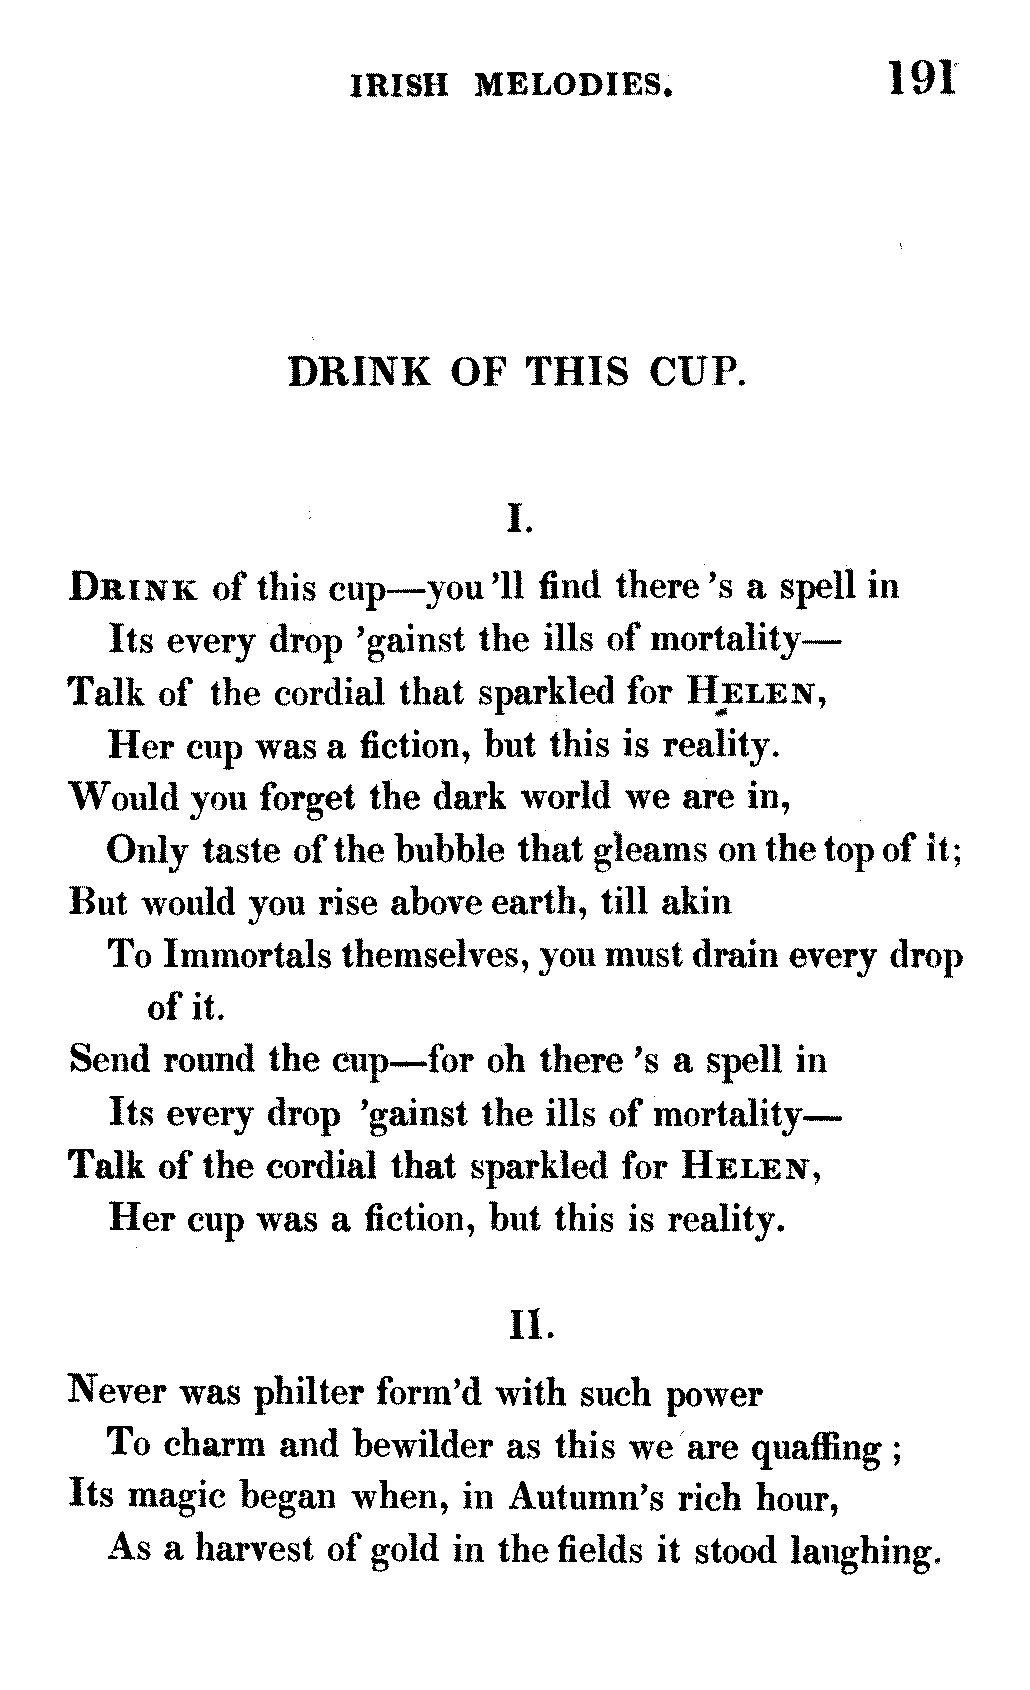 IRISH MELODIES. 191
DRINK OF THIS CUP.
I.
DRINK of this cup—you 'll find there 's a spell in
Its every drop 'gainst the ills of mortality—
Talk of the cordial that sparkled for HELEN,
Her cup was a fiction, but this is reality.
Would you forget the dark world we are in,
Only taste of the bubble that gleams on the top of it;
But would you rise above earth, till akin
To Immortals themselves, you must drain every drop
of it.
Send round the cup—for oh there 's a spell in
Its every drop 'gainst the ills of mortality—
Talk of the cordial that sparkled for HELEN,
Her cup was a fiction, but this is reality.
II.
Never was philter form'd with such power
To charm and bewilder as this we are quaffing ;
Its magic began when, in Autumn's rich hour,
As a harvest of gold in the fields it stood laughing.